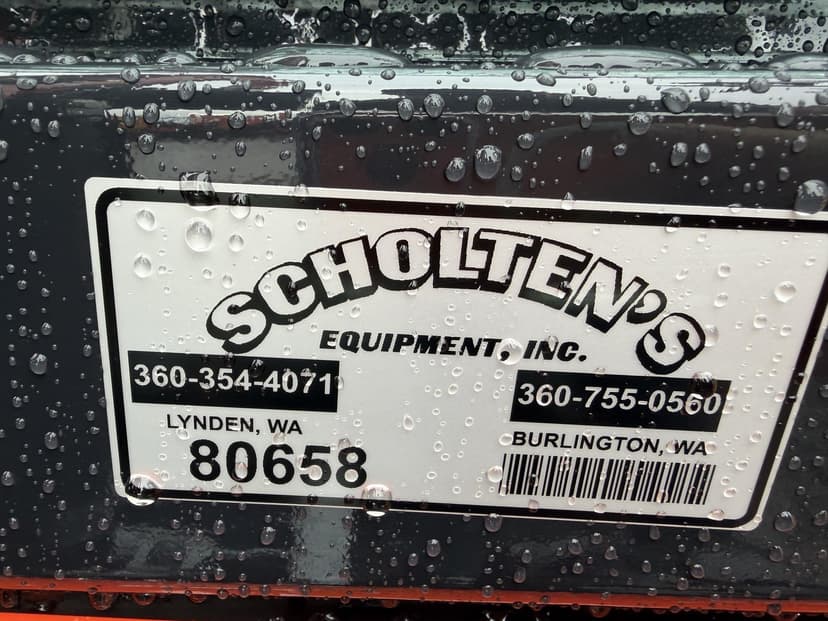 SCHOLTEN'S
EQUIPMENT, INC.
360-354-4071
360-755-0560
LYNDEN, WA
BURLINGTON, WA
80658